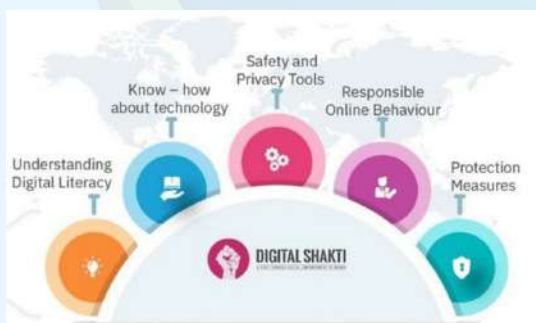 Safety and
Privacy Tools
Know – how
about technology
Responsible
Online Behaviour
Understanding
Digital Literacy
Protection
Measures
DIGITAL SHAKTI